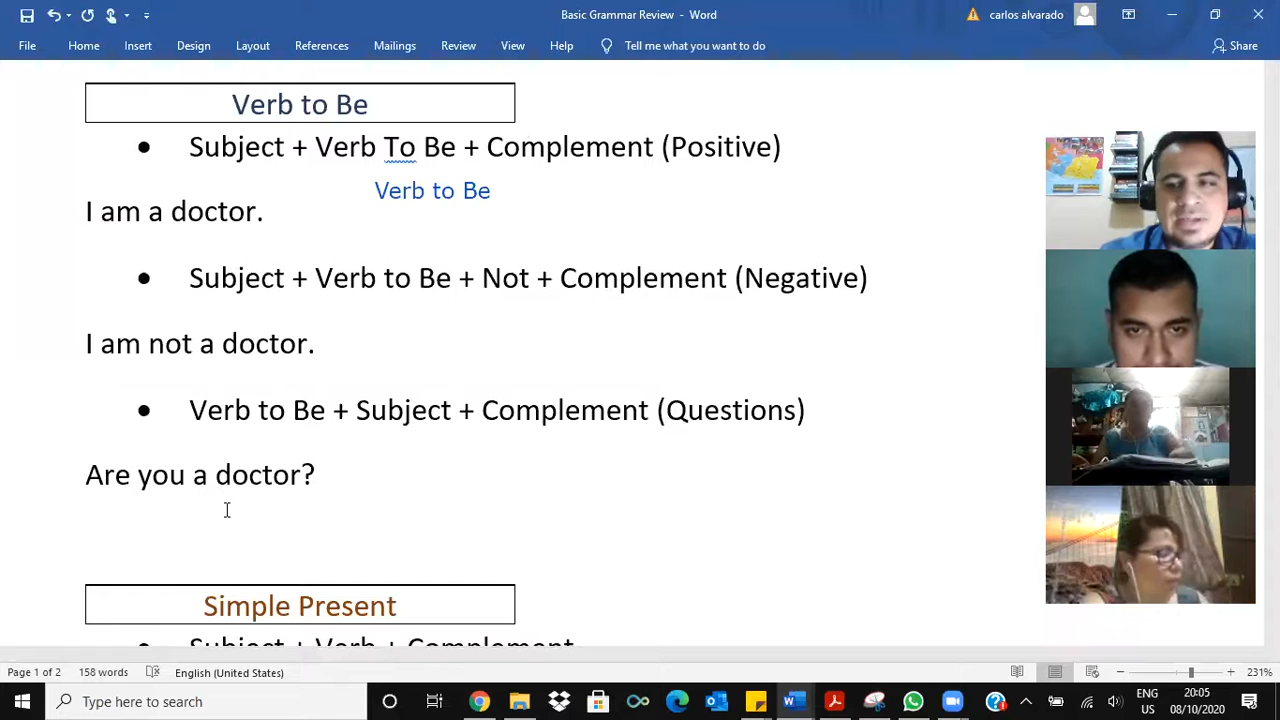 Basic Grammar Review - Word
carlos alvarado
File Home Insert Design Layout References Mailings Review View Help Tell me what you want to do Share
Verb to Be
• Subject + Verb To Be + Complement (Positive)
Verb to Be
I am a doctor.
• Subject + Verb to Be + Not + Complement (Negative)
I am not a doctor.
• Verb to Be + Subject + Complement (Questions)
Are you a doctor?
Simple Present
• Subject + Verb + Complement
Page 1 of 2 158 words English (United States) 231%
Type here to search
ENG 20:05
US 08/10/2020